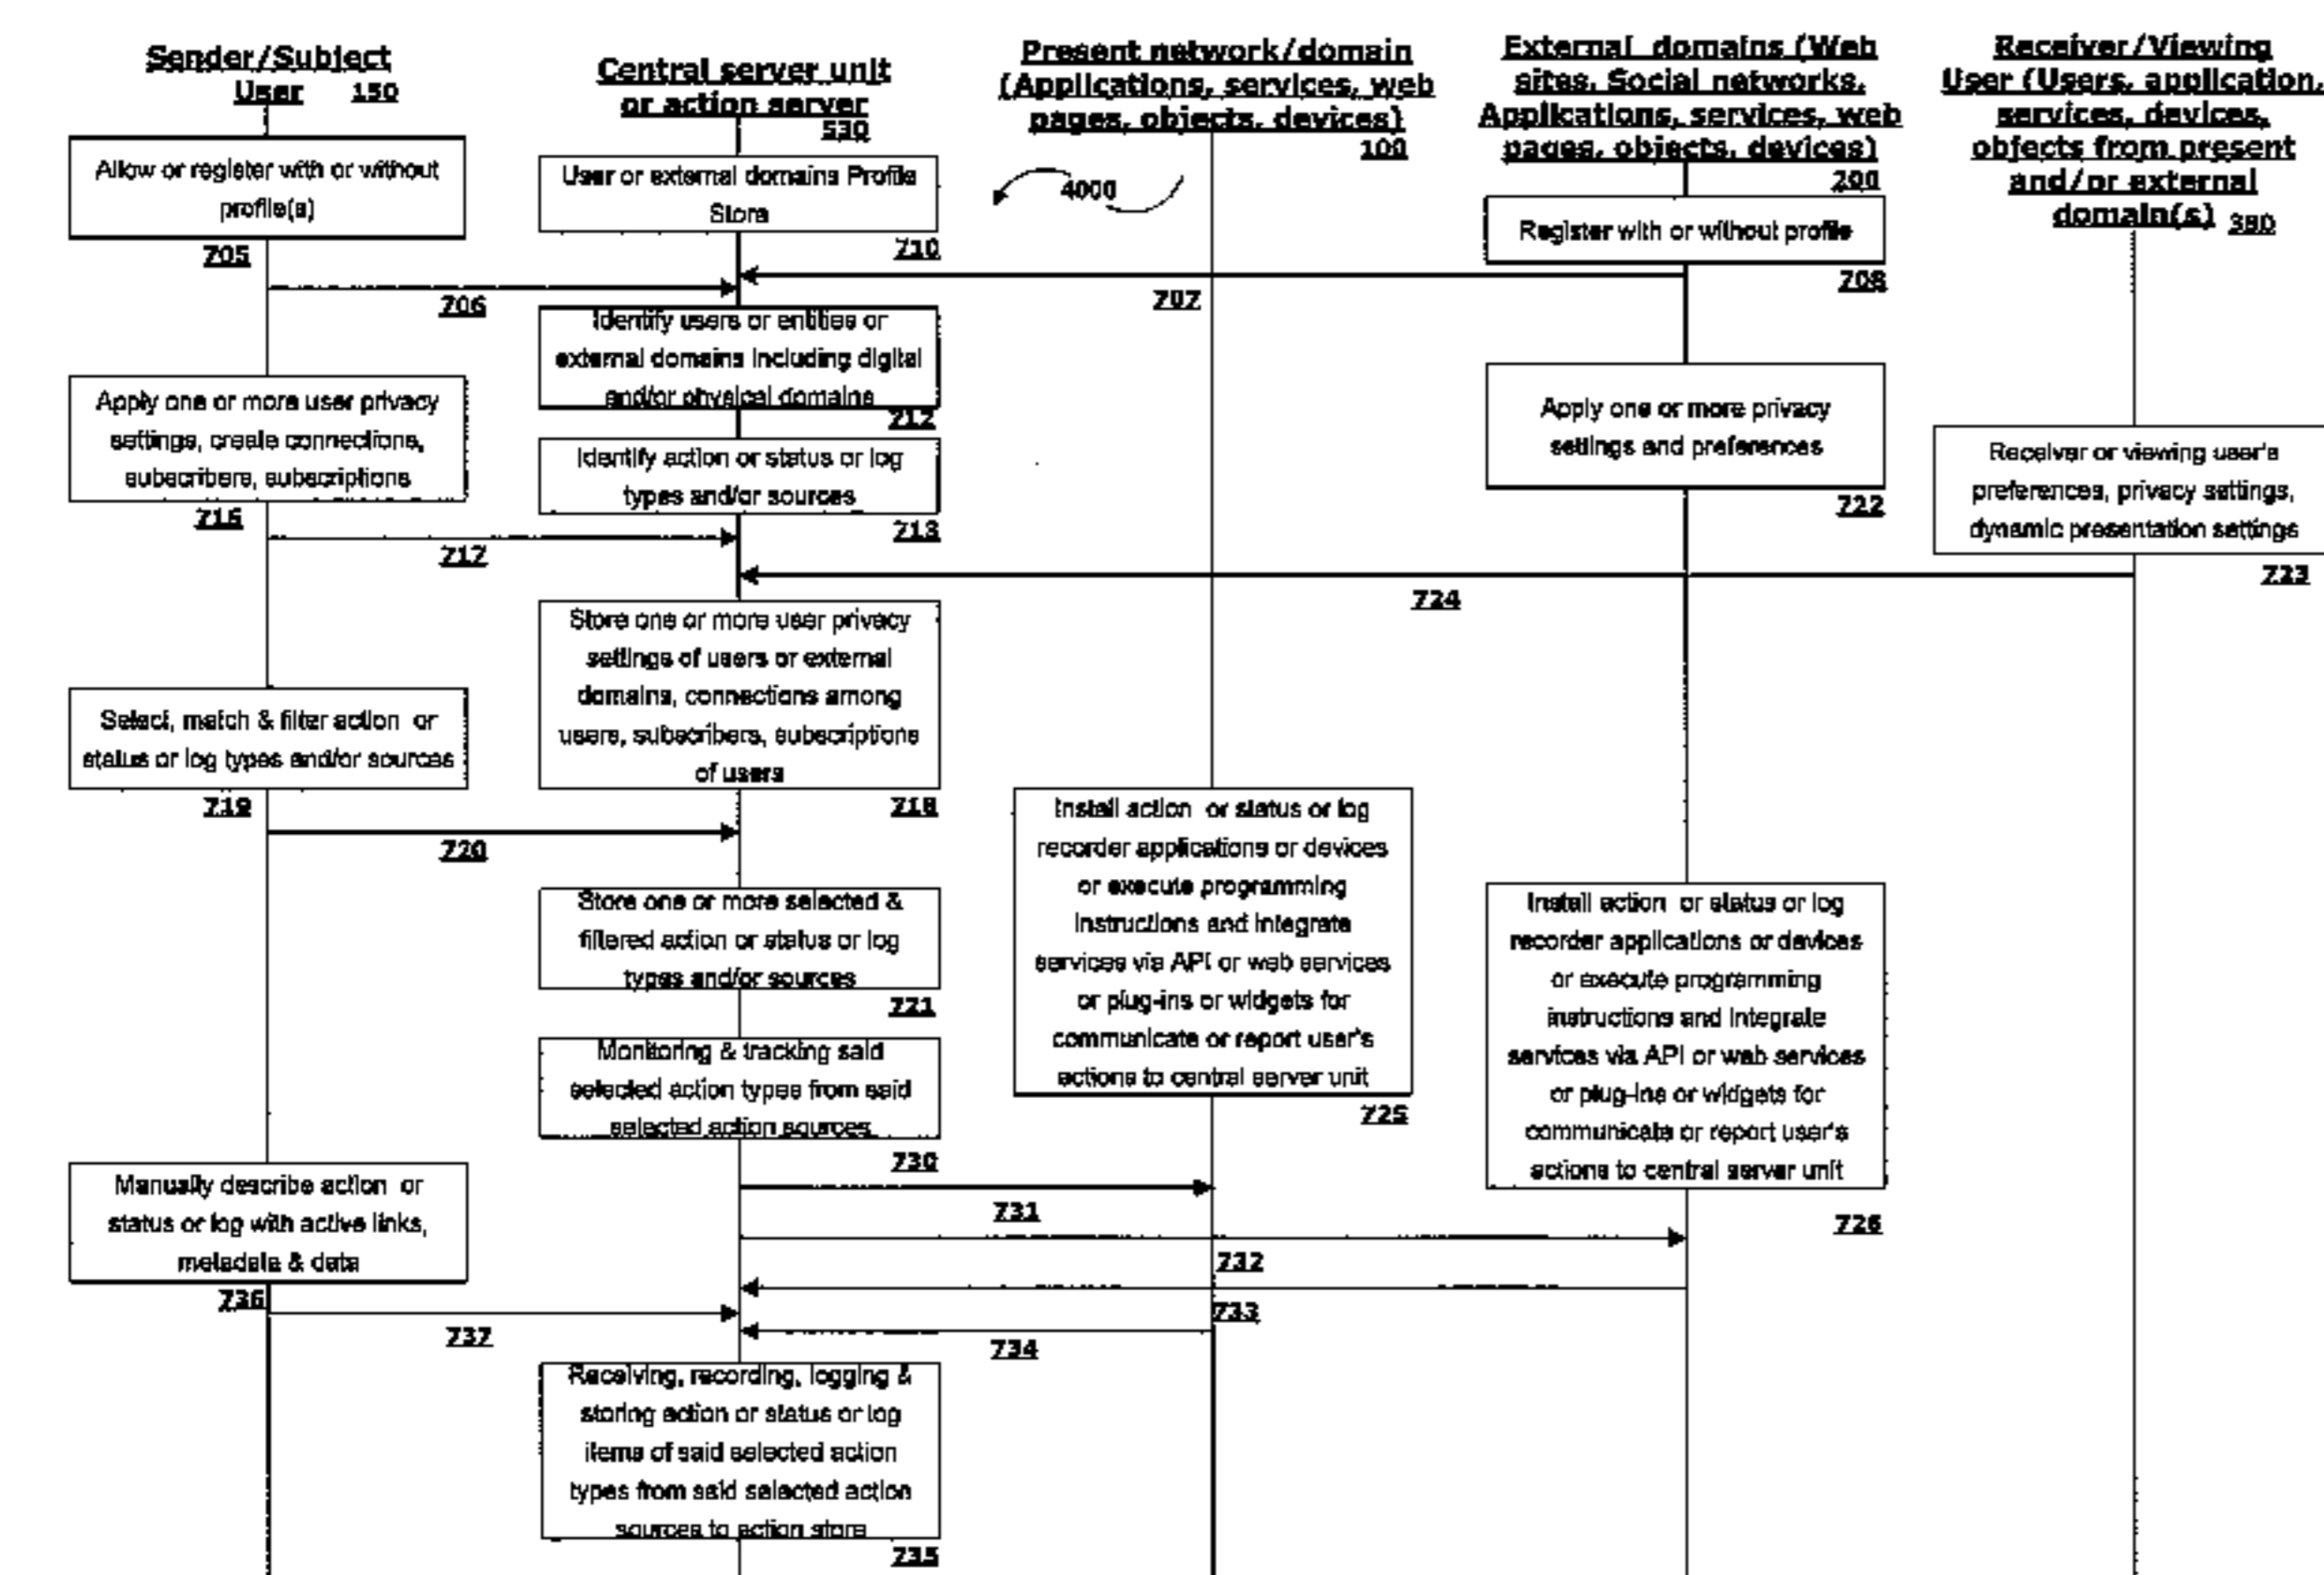 Sender/Subject
User 150
Central server unit
or action server
530
Present network/domain
(Applications, services, web
pages, objects, devices)
100
External domains (Web
sites, Social networks,
Applications, services, web
pages, objects, devices)
200
Receiver/Viewing
User (Users, application,
services, devices,
objects from present
and/or external
domain(s) 380
4000
Allow or register with or without
profile(s)
705
User or external domains Profile
Store
710
Register with or without profile
708
706
707
Identify users or entities or
external domains including digital
and/or physical domains
712
Apply one or more user privacy
settings, create connections,
subscribers, subscriptions
715
Identify action or status or log
types and/or sources
713
Apply one or more privacy
settings and preferences
722
Receiver or viewing user's
preferences, privacy settings,
dynamic presentation settings
723
717
724
Store one or more user privacy
settings of users or external
domains, connections among
users, subscribers, subscriptions
of users
718
Select, match & filter action or
status or log types and/or sources
719
720
Install action or status or log
recorder applications or devices
or execute programming
instructions and integrate
services via API or web services
or plug-ins or widgets for
communicate or report user's
actions to central server unit
725
Install action or status or log
recorder applications or devices
or execute programming
instructions and integrate
services via API or web services
or plug-ins or widgets for
communicate or report user's
actions to central server unit
726
Store one or more selected &
filtered action or status or log
types and/or sources
721
Monitoring & tracking said
selected action types from said
selected action sources
730
731
732
Manually describe action or
status or log with active links,
metadata & data
736
733
737
734
Receiving, recording, logging &
storing action or status or log
items of said selected action
types from said selected action
sources to action store
735